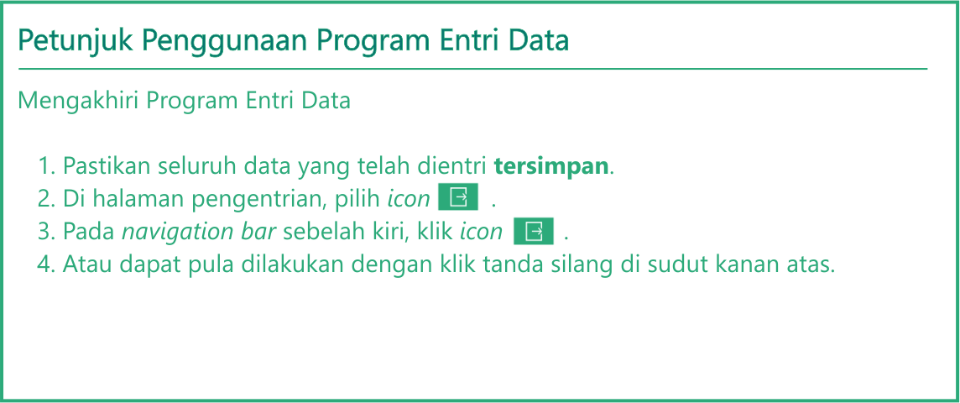 Petunjuk Penggunaan Program Entri Data
Mengakhiri Program Entri Data
1. Pastikan seluruh data yang telah dientri tersimpan.
2. Di halaman pengentrian, pilih icon .
3. Pada navigation bar sebelah kiri, klik icon .
4. Atau dapat pula dilakukan dengan klik tanda silang di sudut kanan atas.